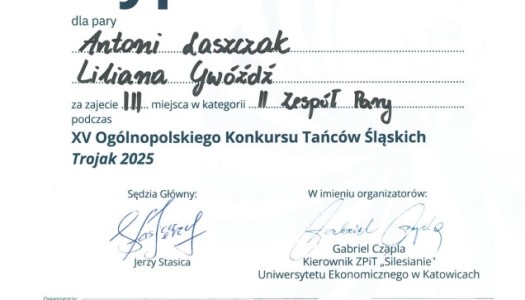 dla pary
Antoni Laszczak
Liliana Gwóźdź
za zajęcie III miejsca w kategorii II Zespół Pary
podczas
XV Ogólnopolskiego Konkursu Tańców Śląskich
Trojak 2025
Sędzia Główny: W imieniu organizatorów:
Gabriel Czapla
Jerzy Stasica Kierownik ZPiT „Silesianie"
Uniwersytetu Ekonomicznego w Katowicach